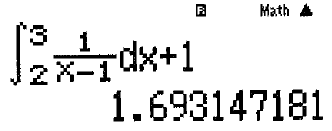 R Math ▲
∫₂³ 1/(x-1) dx+1
1.693147181